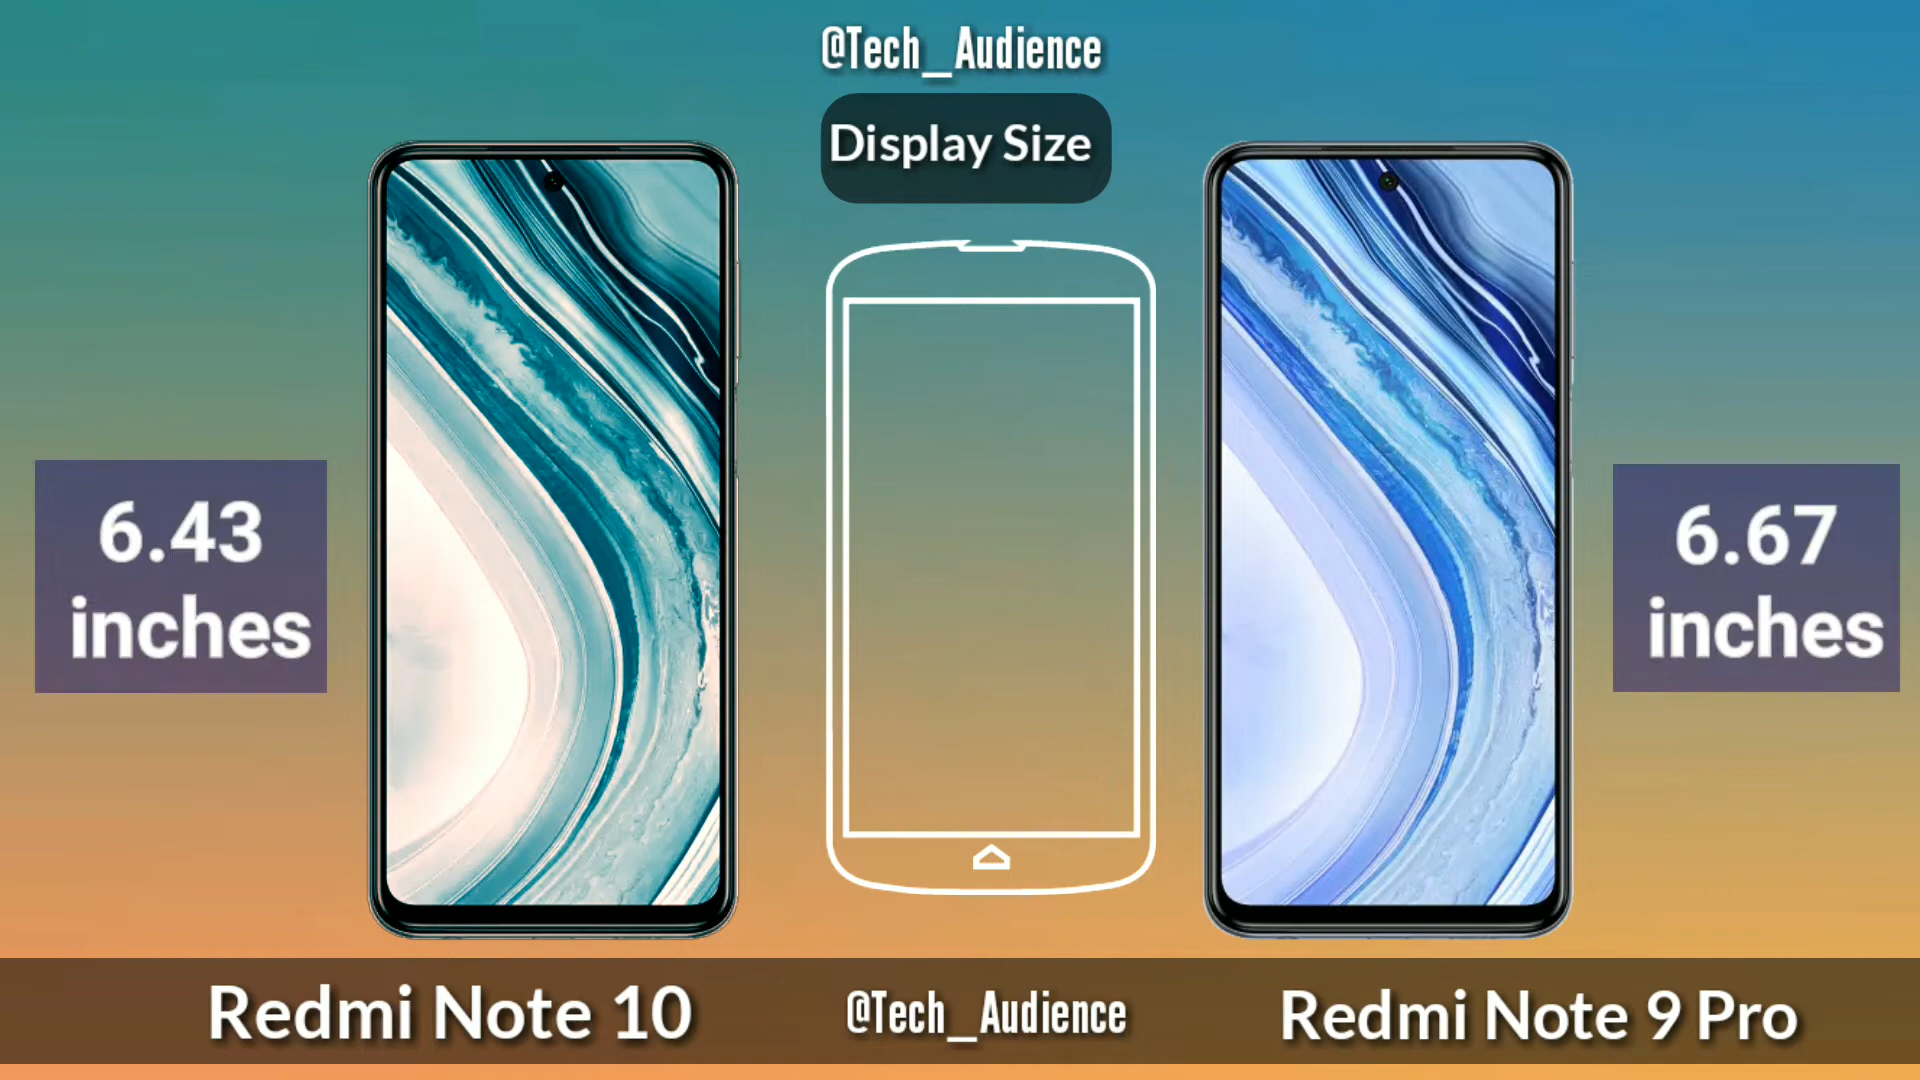 @Tech_Audience
Display Size
6.43
inches
6.67
inches
Redmi Note 10
@Tech_Audience
Redmi Note 9 Pro